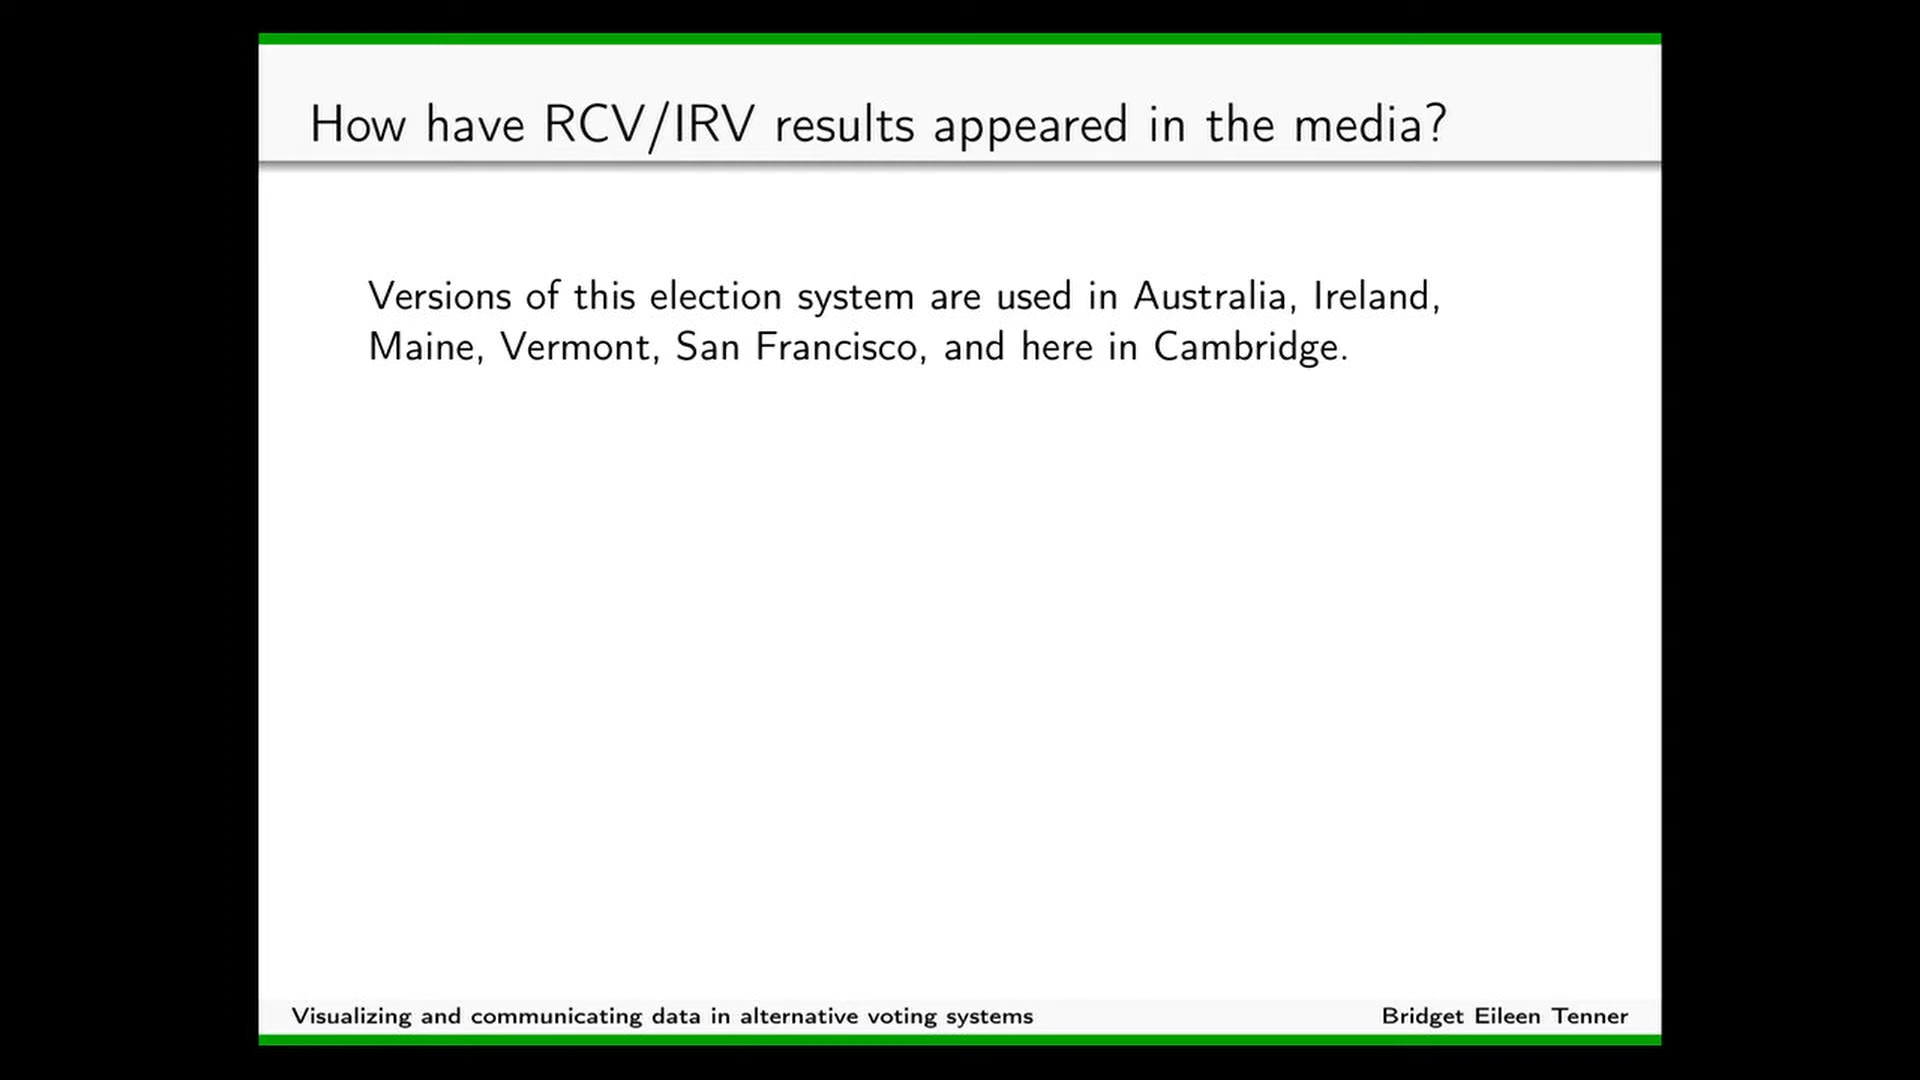 How have RCV/IRV results appeared in the media?
Versions of this election system are used in Australia, Ireland,
Maine, Vermont, San Francisco, and here in Cambridge.
Visualizing and communicating data in alternative voting systems
Bridget Eileen Tenner